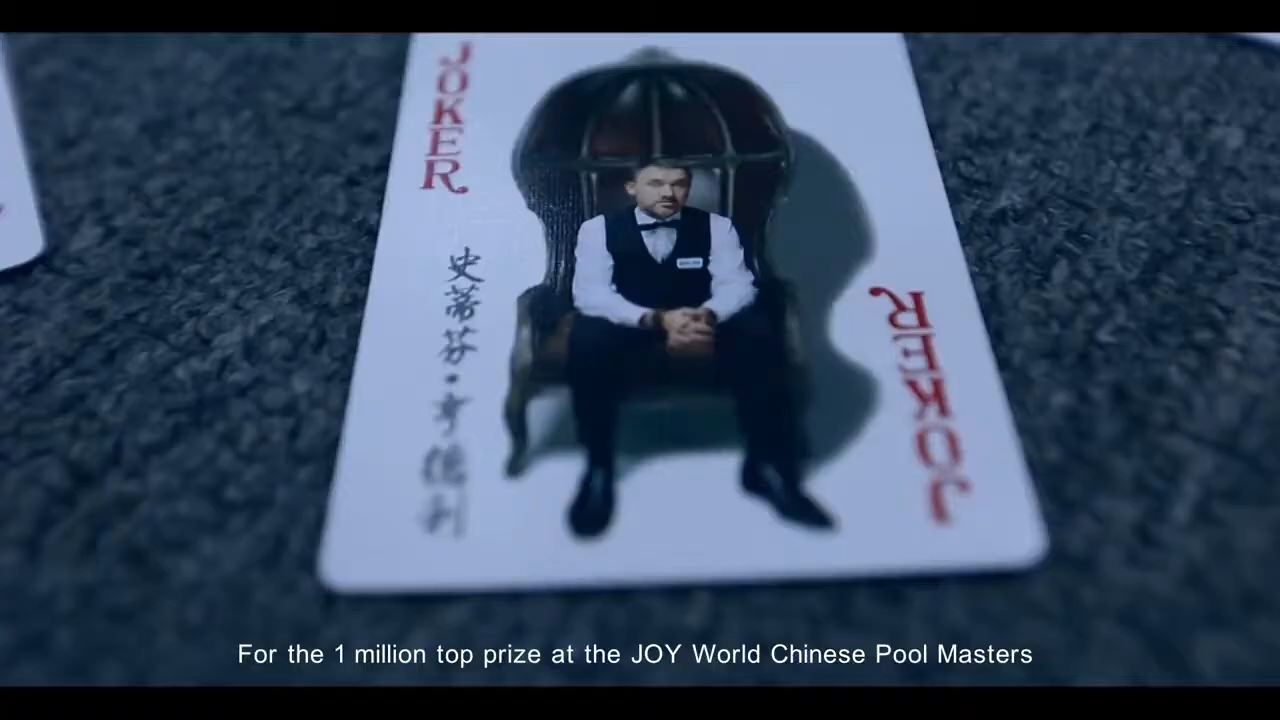 JOKER
史蒂芬·亨德利
JOKER
For the 1 million top prize at the JOY World Chinese Pool Masters